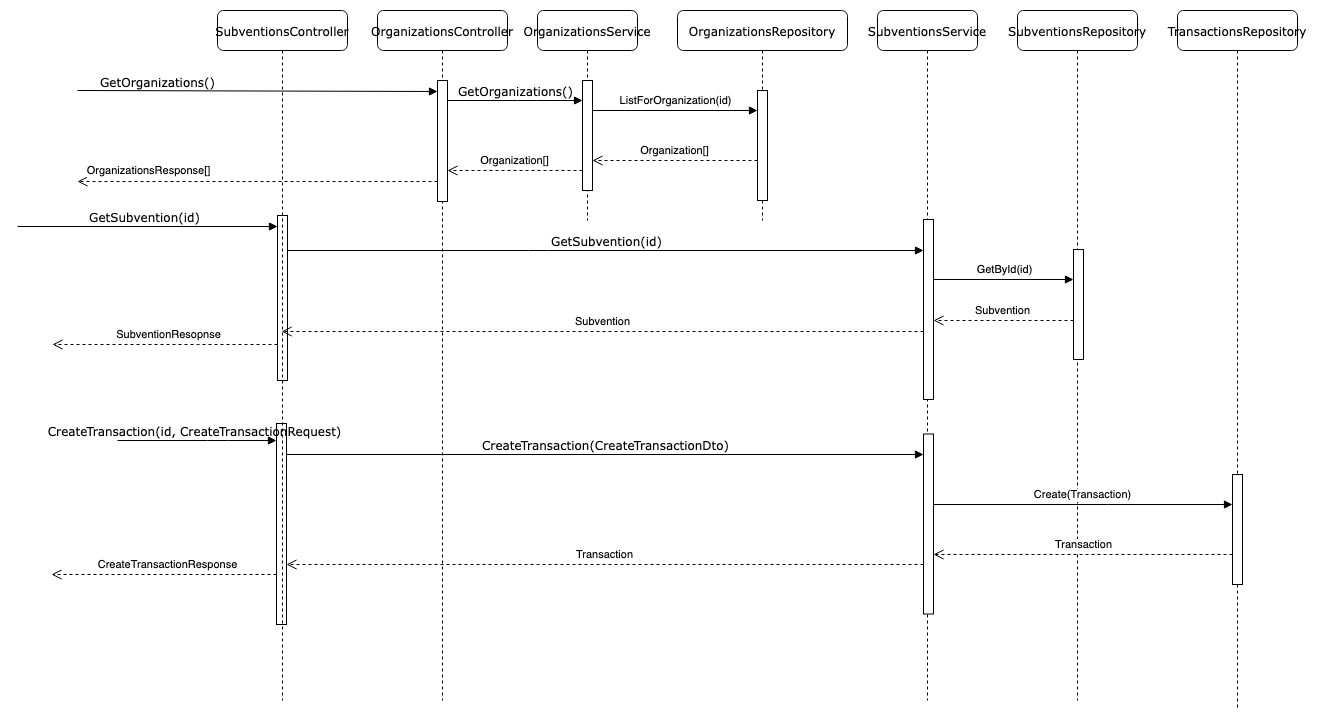 SubventionsController
OrganizationsController
OrganizationsService
OrganizationsRepository
SubventionsService
SubventionsRepository
TransactionsRepository
GetOrganizations()
GetOrganizations()
ListForOrganization(id)
Organization[]
Organization[]
OrganizationsResponse[]
GetSubvention(id)
GetSubvention(id)
GetById(id)
Subvention
Subvention
SubventionResopnse
CreateTransaction(id, CreateTransactionRequest)
CreateTransaction(CreateTransactionDto)
Create(Transaction)
Transaction
Transaction
CreateTransactionResponse